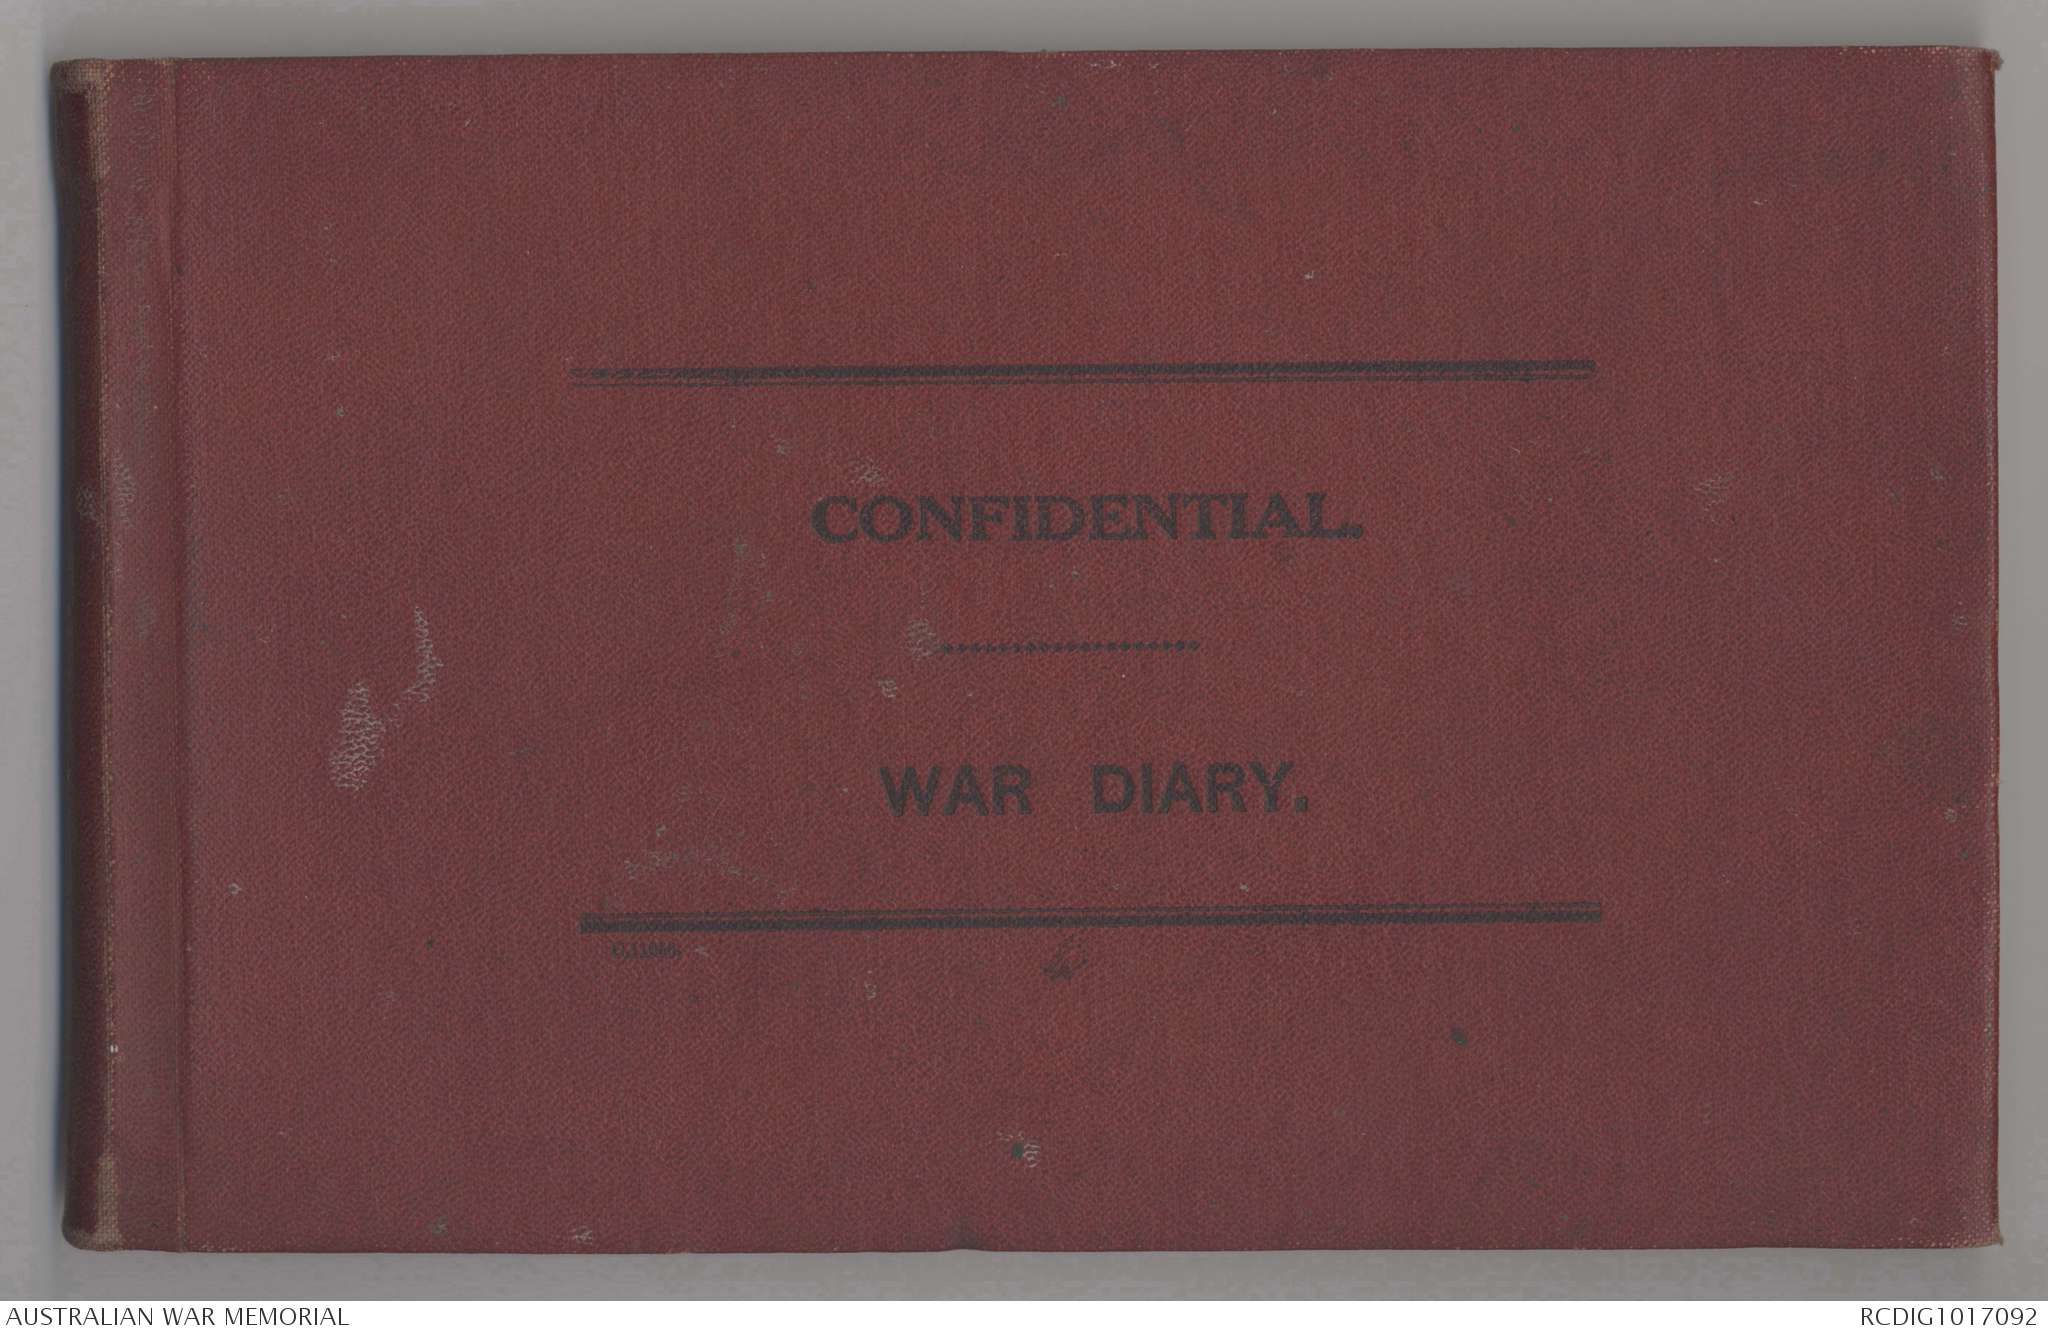 CONFIDENTIAL.
WAR DIARY.
AUSTRALIAN WAR MEMORIAL
RCDIG1017092